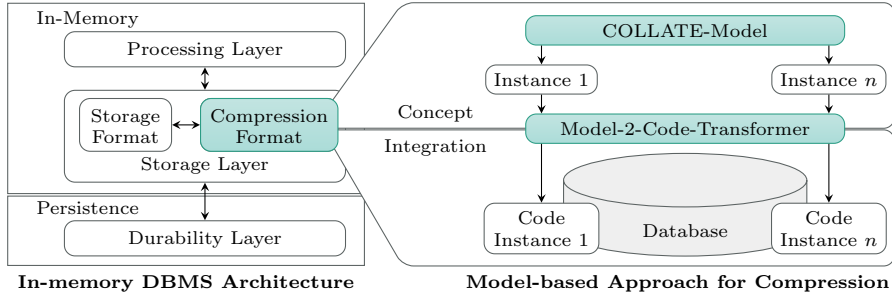 In-Memory
Processing Layer
Storage
Format
Compression
Format
Storage Layer
Persistence
Durability Layer
In-memory DBMS Architecture
COLLATE-Model
Instance 1
Instance n
Concept
Model-2-Code-Transformer
Integration
Code
Instance 1
Database
Code
Instance n
Model-based Approach for Compression